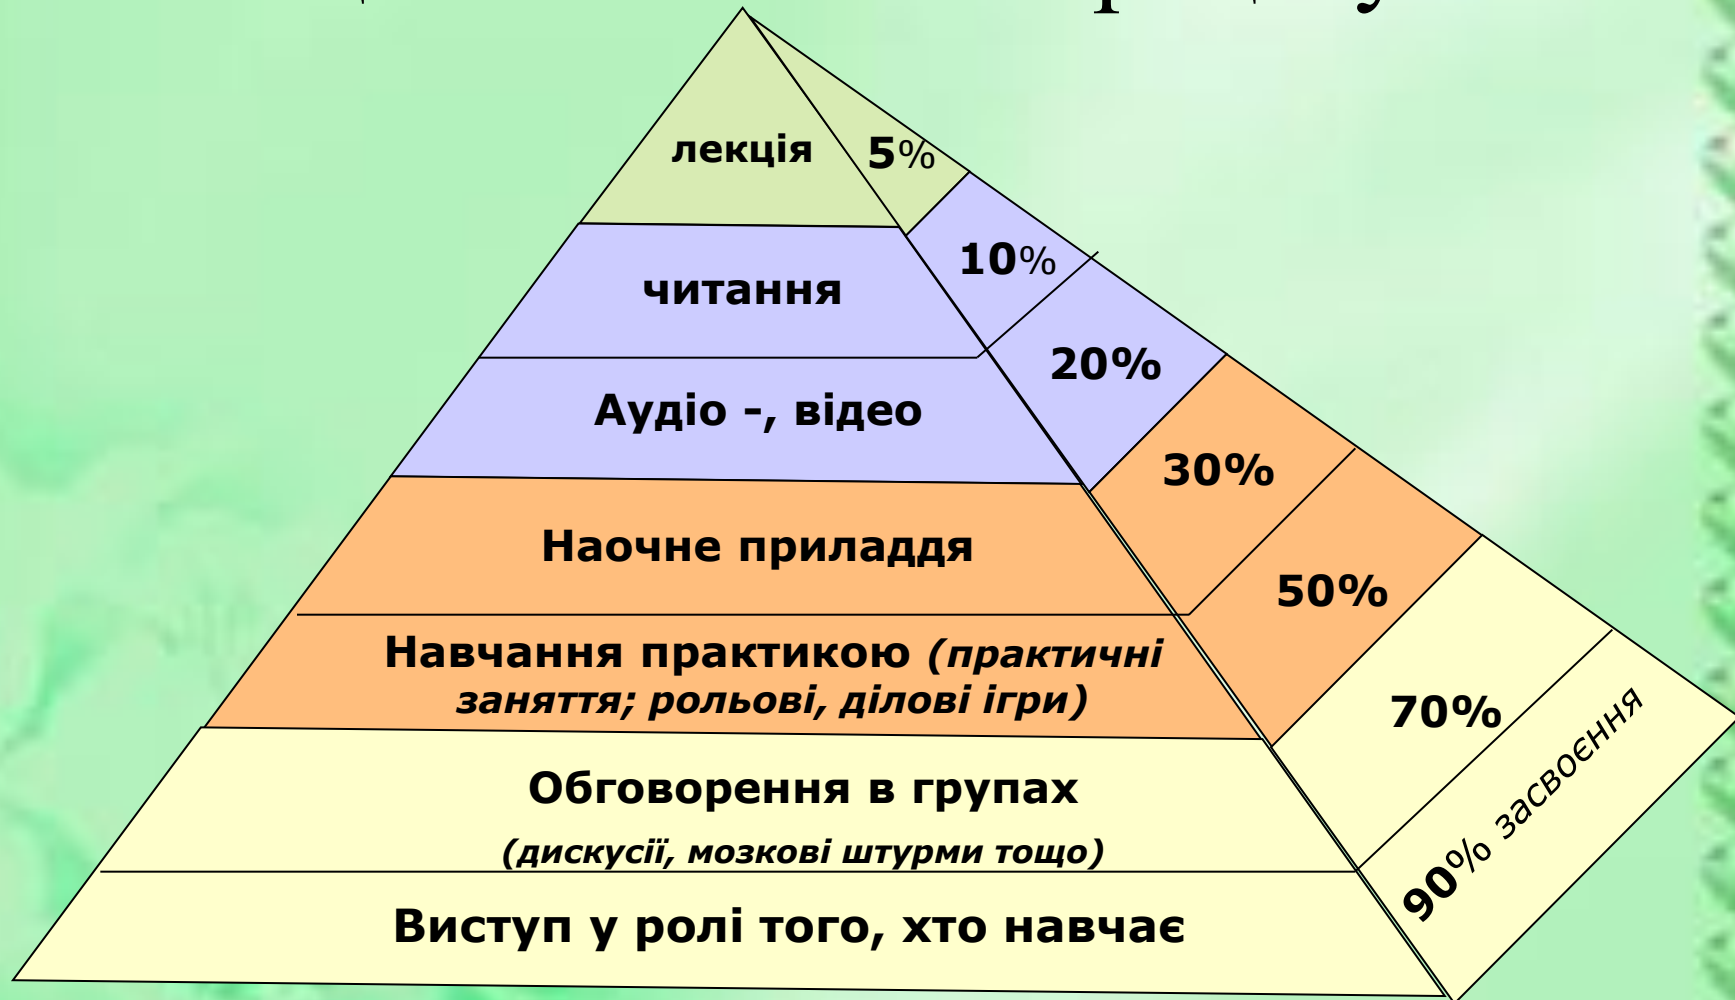 лекція 5%
читання 10%
Аудіо -, відео 20%
Наочне приладдя 30%
Навчання практикою (практичні
заняття; рольові, ділові ігри) 50%
Обговорення в групах 70%
(дискусії, мозкові штурми тощо)
Виступ у ролі того, хто навчає 90% засвоєння